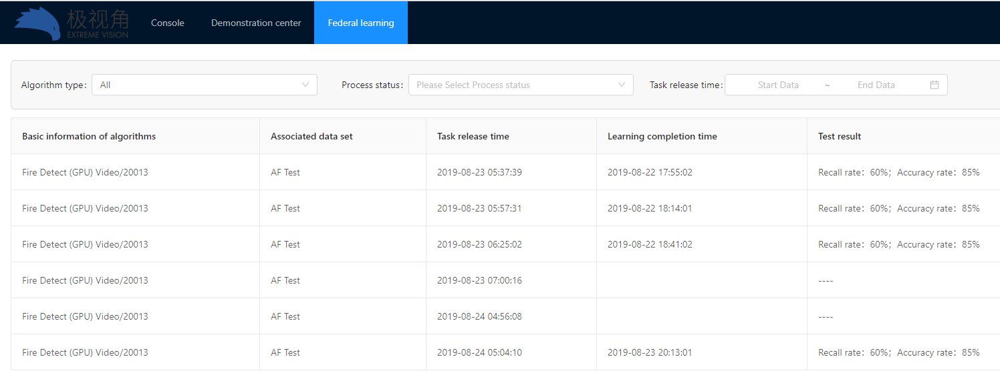 极视角
EXTREME VISION
Console Demonstration center Federal learning
Algorithm type: All Process status: Please Select Process status Task release time: Start Data ~ End Data
Basic information of algorithms Associated data set Task release time Learning completion time Test result
Fire Detect (GPU) Video/20013 AF Test 2019-08-23 05:37:39 2019-08-22 17:55:02 Recall rate：60%；Accuracy rate：85%
Fire Detect (GPU) Video/20013 AF Test 2019-08-23 05:57:31 2019-08-22 18:14:01 Recall rate：60%；Accuracy rate：85%
Fire Detect (GPU) Video/20013 AF Test 2019-08-23 06:25:02 2019-08-22 18:41:02 Recall rate：60%；Accuracy rate：85%
Fire Detect (GPU) Video/20013 AF Test 2019-08-23 07:00:16 ----
Fire Detect (GPU) Video/20013 AF Test 2019-08-24 04:56:08 ----
Fire Detect (GPU) Video/20013 AF Test 2019-08-24 05:04:10 2019-08-23 20:13:01 Recall rate：60%；Accuracy rate：85%